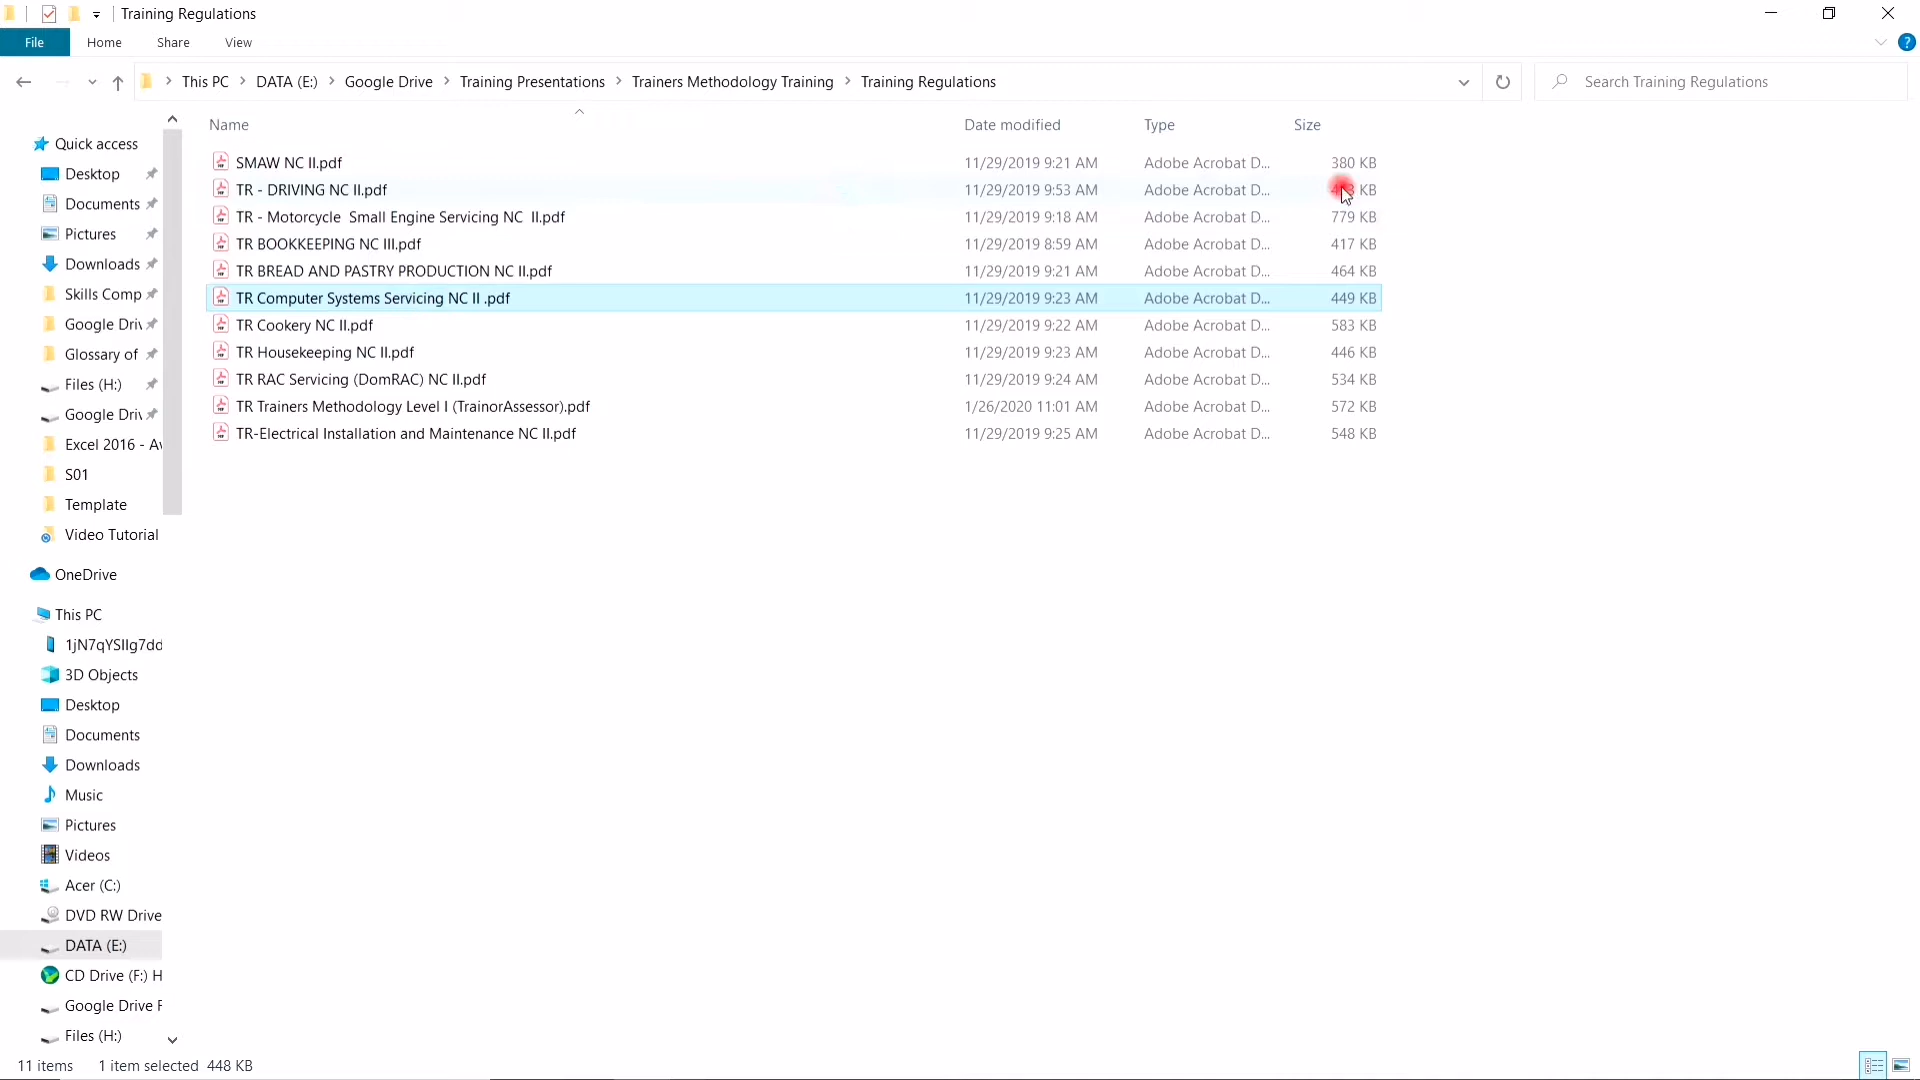 Training Regulations
File Home Share View
This PC DATA (E:) Google Drive Training Presentations Trainers Methodology Training Training Regulations Search Training Regulations
Name Date modified Type Size
SMAW NC II.pdf 11/29/2019 9:21 AM Adobe Acrobat D... 380 KB
TR - DRIVING NC II.pdf 11/29/2019 9:53 AM Adobe Acrobat D... KB
TR - Motorcycle Small Engine Servicing NC II.pdf 11/29/2019 9:18 AM Adobe Acrobat D... 779 KB
TR BOOKKEEPING NC III.pdf 11/29/2019 8:59 AM Adobe Acrobat D... 417 KB
TR BREAD AND PASTRY PRODUCTION NC II.pdf 11/29/2019 9:21 AM Adobe Acrobat D... 464 KB
TR Computer Systems Servicing NC II .pdf 11/29/2019 9:23 AM Adobe Acrobat D... 449 KB
TR Cookery NC II.pdf 11/29/2019 9:22 AM Adobe Acrobat D... 583 KB
TR Housekeeping NC II.pdf 11/29/2019 9:23 AM Adobe Acrobat D... 446 KB
TR RAC Servicing (DomRAC) NC II.pdf 11/29/2019 9:24 AM Adobe Acrobat D... 534 KB
TR Trainers Methodology Level I (TrainorAssessor).pdf 1/26/2020 11:01 AM Adobe Acrobat D... 572 KB
TR-Electrical Installation and Maintenance NC II.pdf 11/29/2019 9:25 AM Adobe Acrobat D... 548 KB
Quick access
Desktop
Documents
Pictures
Downloads
Skills Comp
Google Driv
Glossary of
Files (H:)
Google Driv
Excel 2016 - Av
S01
Template
Video Tutorial
OneDrive
This PC
1jN7qYSIIg7dd
3D Objects
Desktop
Documents
Downloads
Music
Pictures
Videos
Acer (C:)
DVD RW Drive
DATA (E:)
CD Drive (F:) H
Google Drive F
Files (H:)
11 items 1 item selected 448 KB